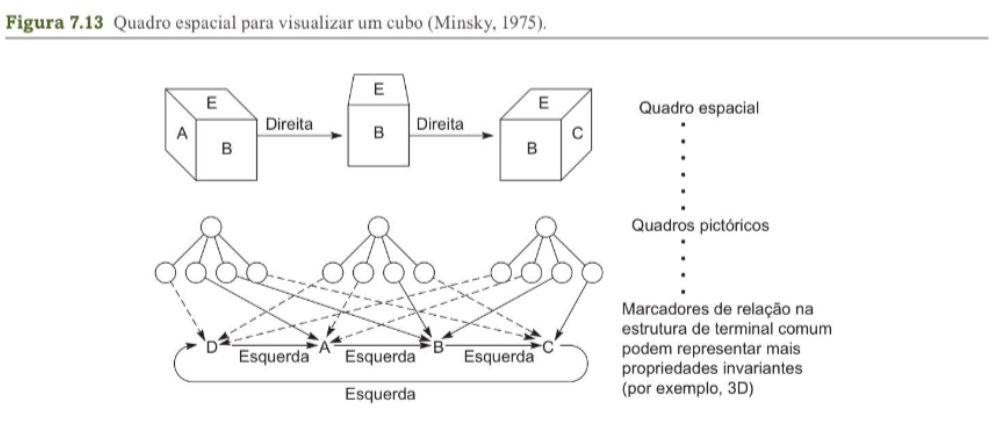 Figura 7.13 Quadro espacial para visualizar um cubo (Minsky, 1975).
E
A
B
Direita
E
B
Direita
E
B
C
Quadro espacial
Quadros pictóricos
D
A
B
C
Esquerda
Esquerda
Esquerda
Esquerda
Marcadores de relação na
estrutura de terminal comum
podem representar mais
propriedades invariantes
(por exemplo, 3D)